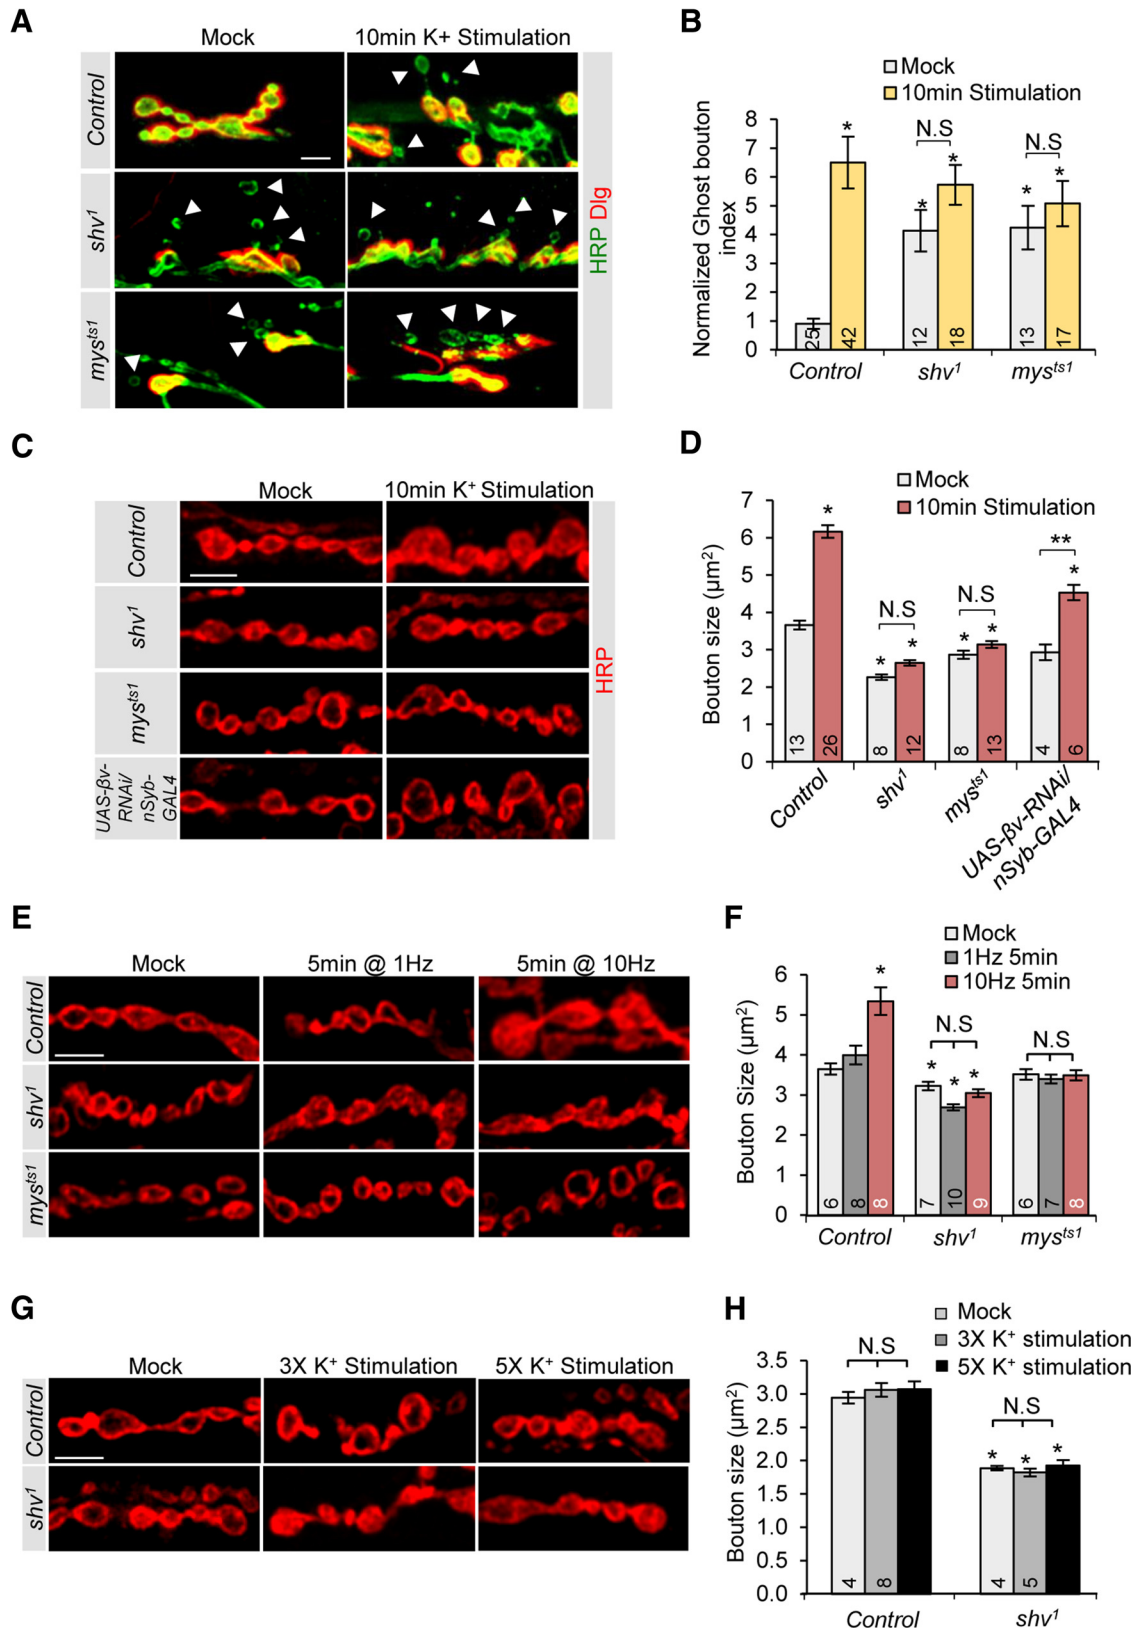 A
Mock
10min K+ Stimulation
Control
shv¹
mysᵗˢ¹
HRP Dlg
B
Mock
10min Stimulation
Normalized Ghost bouton
index
8
7
6
5
4
3
2
1
0
*
N.S
*
*
N.S
*
*
25
42
12
18
13
17
Control
shv¹
mysᵗˢ¹
C
Mock
10min K⁺ Stimulation
Control
shv¹
mysᵗˢ¹
UAS-βv-
RNAi/
nSyb-
GAL4
HRP
D
Mock
10min Stimulation
Bouton size (μm²)
7
6
5
4
3
2
1
0
*
N.S
*
*
N.S
*
*
**
*
13
26
8
12
8
13
4
6
Control
shv¹
mysᵗˢ¹
UAS-βv-RNAi/
nSyb-GAL4
E
Mock
5min @ 1Hz
5min @ 10Hz
Control
shv¹
mysᵗˢ¹
F
Mock
1Hz 5min
10Hz 5min
Bouton Size (μm²)
6
5
4
3
2
1
0
*
N.S
*
*
*
N.S
6
8
8
7
10
9
6
7
8
Control
shv¹
mysᵗˢ¹
G
Mock
3X K⁺ Stimulation
5X K⁺ Stimulation
Control
shv¹
H
Mock
3X K⁺ stimulation
5X K⁺ stimulation
Bouton size (μm²)
3.5
3.0
2.5
2.0
1.5
1.0
0.5
0.0
N.S
N.S
*
*
*
4
8
4
5
Control
shv¹